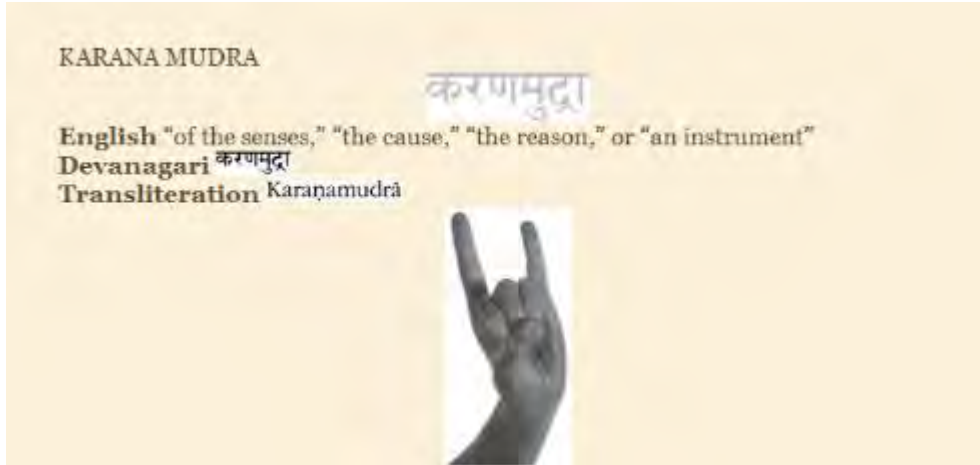 KARANA MUDRA
करणमुद्रा
English “of the senses,” “the cause,” “the reason,” or “an instrument”
Devanagari करणमुद्रा
Transliteration Karaṇamudrā